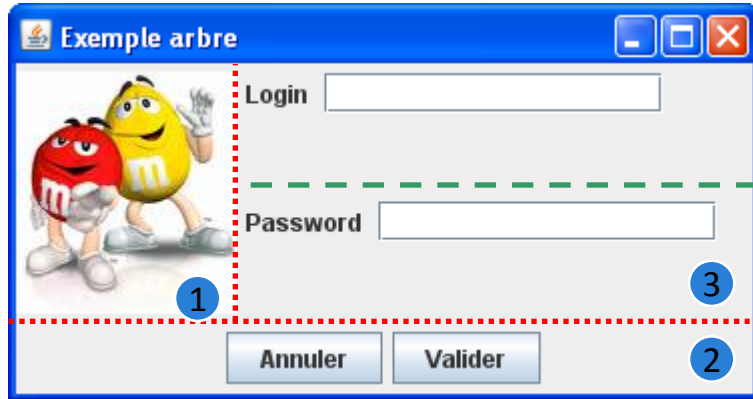 Exemple arbre
Login
Password
m m
1
3
Annuler Valider
2